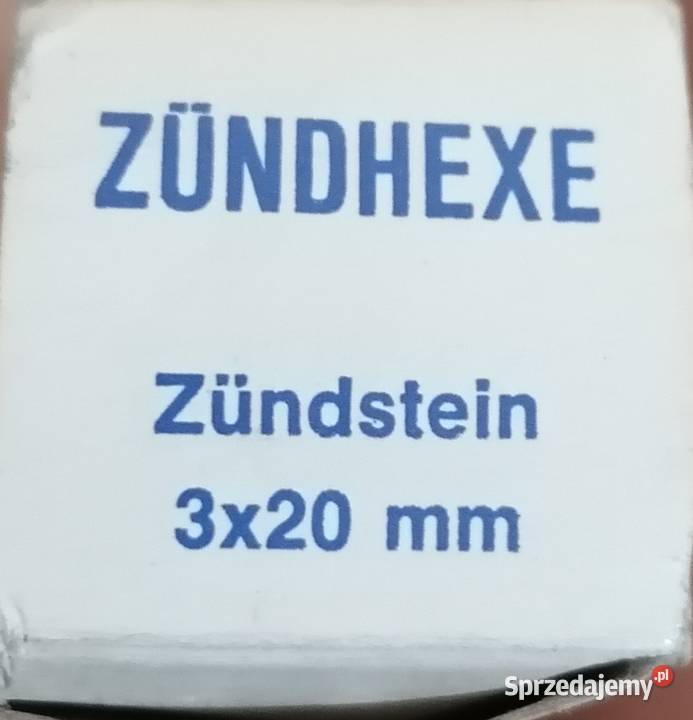 ZÜNDHEXE
Zündstein
3x20 mm
Sprzedajemy.pl